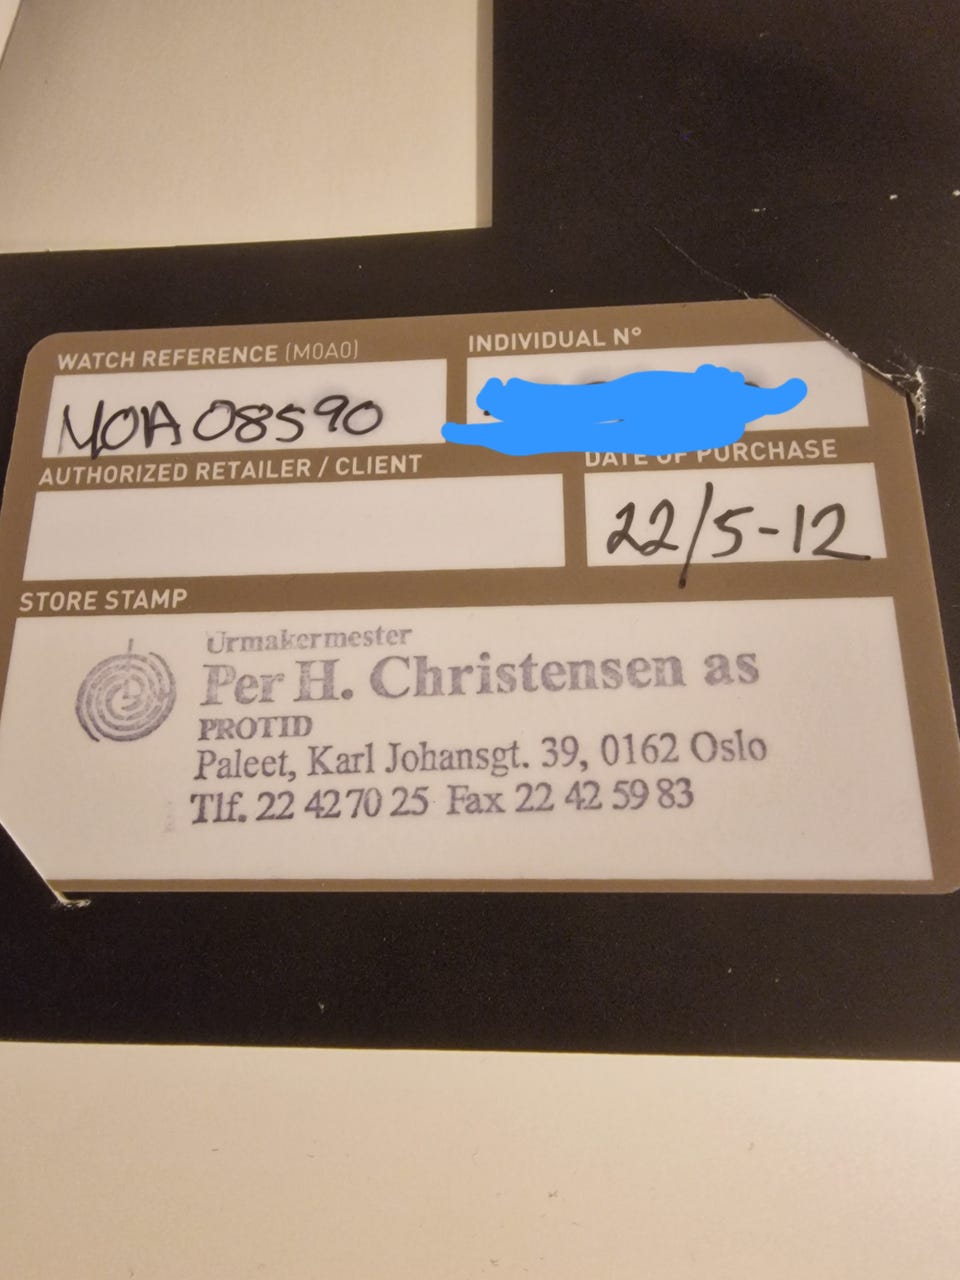 WATCH REFERENCE (M0A0)
INDIVIDUAL N°
MOA 08590
AUTHORIZED RETAILER / CLIENT
DATE OF PURCHASE
22/5-12
STORE STAMP
Urmakermester
Per H. Christensen as
PROTID
Paleet, Karl Johansgt. 39, 0162 Oslo
Tlf. 22 42 70 25 Fax 22 42 59 83